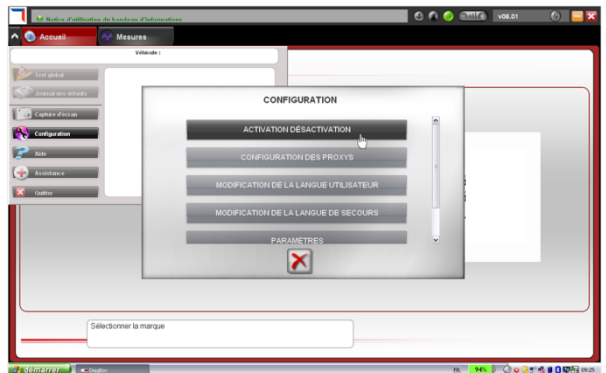 Notice d'utilisation du bandeau d'informations
V08.01
Accueil
Mesures
Véhicule :
Test global
Journal des défauts
Capture d'écran
Configuration
Aide
Assistance
Quitter
CONFIGURATION
ACTIVATION DÉSACTIVATION
CONFIGURATION DES PROXYS
MODIFICATION DE LA LANGUE UTILISATEUR
MODIFICATION DE LA LANGUE DE SECOURS
PARAMÈTRES
Sélectionner la marque
démarrer
FR
94%
09:25